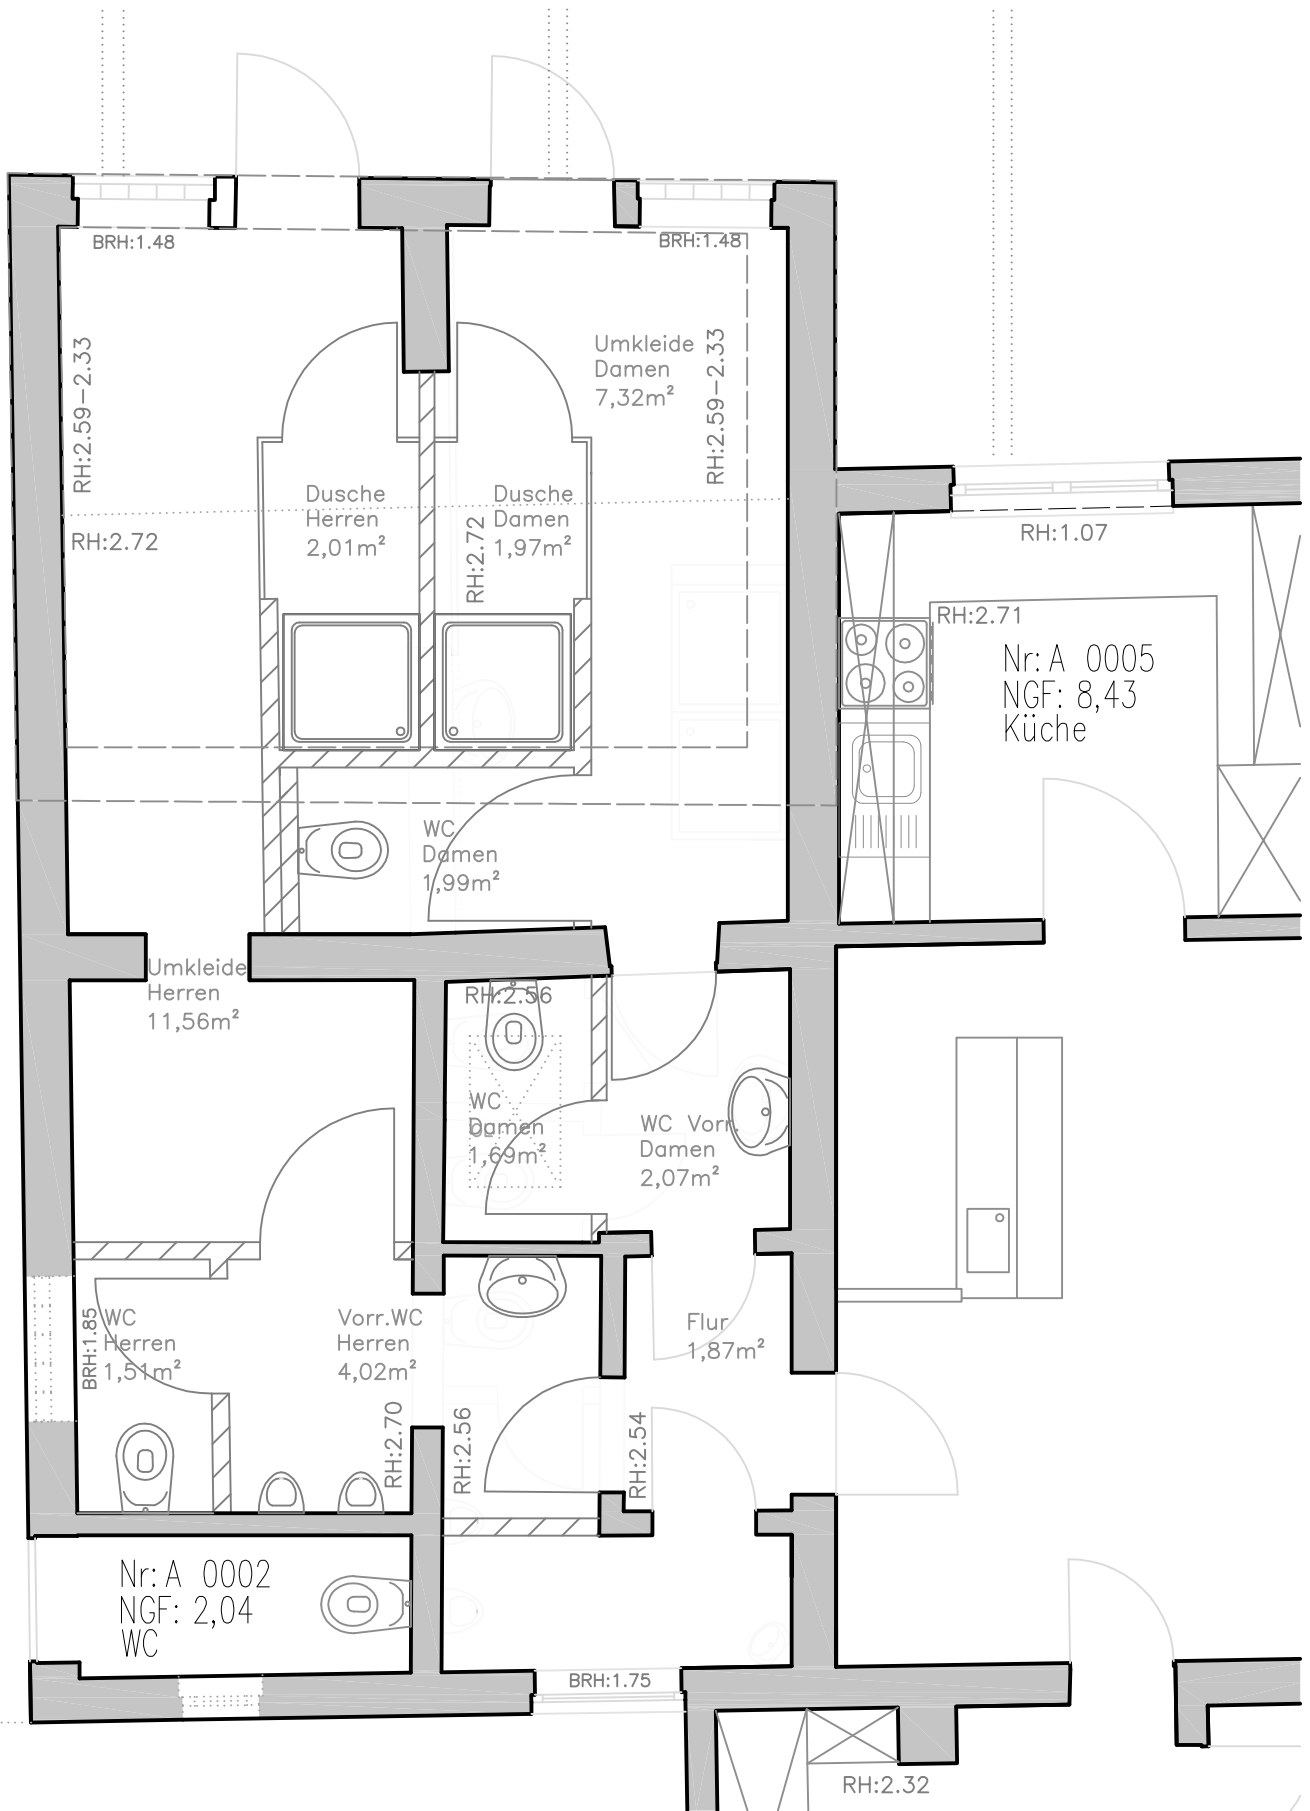 BRH:1.48
BRH:1.48
RH:2.59-2.33
Umkleide
Damen
7,32m²
RH:2.59-2.33
Dusche
Herren
2,01m²
Dusche
Damen
1,97m²
RH:2.72
RH:2.72
RH:1.07
RH:2.71
Nr: A 0005
NGF: 8,43
Küche
WC
Damen
1,99m²
Umkleide
Herren
11,56m²
RH:2.56
WC
Damen
1,69m²
WC Vorr.
Damen
2,07m²
BRH:1.85
WC
Herren
1,51m²
Vorr.WC
Herren
4,02m²
Flur
1,87m²
RH:2.70
RH:2.56
RH:2.54
Nr: A 0002
NGF: 2,04
WC
BRH:1.75
RH:2.32